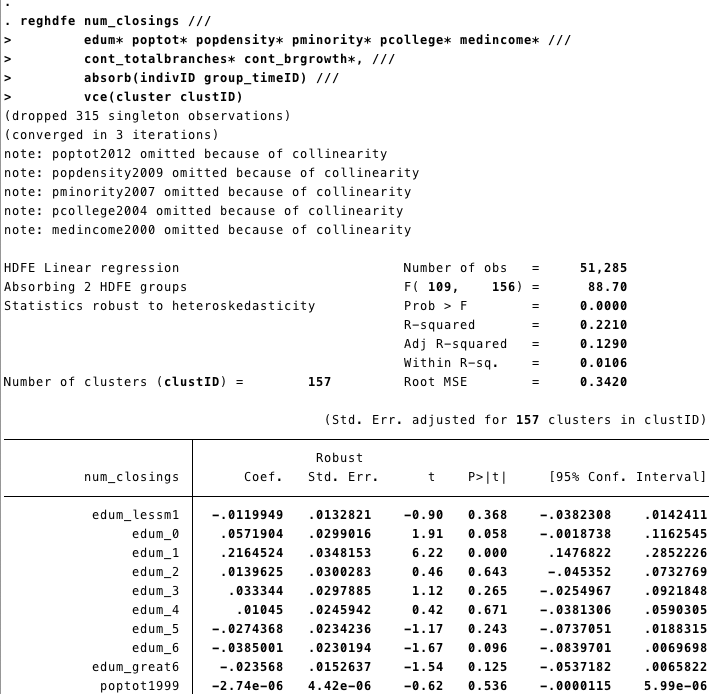 .
. reghdfe num_closings ///
> edum* poptot* popdensity* pminority* pcollege* medincome* ///
> cont_totalbranches* cont_brgrowth*, ///
> absorb(indivID group_timeID) ///
> vce(cluster clustID)
(dropped 315 singleton observations)
(converged in 3 iterations)
note: poptot2012 omitted because of collinearity
note: popdensity2009 omitted because of collinearity
note: pminority2007 omitted because of collinearity
note: pcollege2004 omitted because of collinearity
note: medincome2000 omitted because of collinearity
HDFE Linear regression Number of obs = 51,285
Absorbing 2 HDFE groups F( 109, 156) = 88.70
Statistics robust to heteroskedasticity Prob > F = 0.0000
R-squared = 0.2210
Adj R-squared = 0.1290
Within R-sq. = 0.0106
Number of clusters (clustID) = 157 Root MSE = 0.3420
(Std. Err. adjusted for 157 clusters in clustID)
Robust
num_closings Coef. Std. Err. t P>|t| [95% Conf. Interval]
edum_lessm1 -.0119949 .0132821 -0.90 0.368 -.0382308 .0142411
edum_0 .0571904 .0299016 1.91 0.058 -.0018738 .1162545
edum_1 .2164524 .0348153 6.22 0.000 .1476822 .2852226
edum_2 .0139625 .0300283 0.46 0.643 -.045352 .0732769
edum_3 .033344 .0297885 1.12 0.265 -.0254967 .0921848
edum_4 .01045 .0245942 0.42 0.671 -.0381306 .0590305
edum_5 -.0274368 .0234236 -1.17 0.243 -.0737051 .0188315
edum_6 -.0385001 .0230194 -1.67 0.096 -.0839701 .0069698
edum_great6 -.023568 .0152637 -1.54 0.125 -.0537182 .0065822
poptot1999 -2.74e-06 4.42e-06 -0.62 0.536 -.0000115 5.99e-06